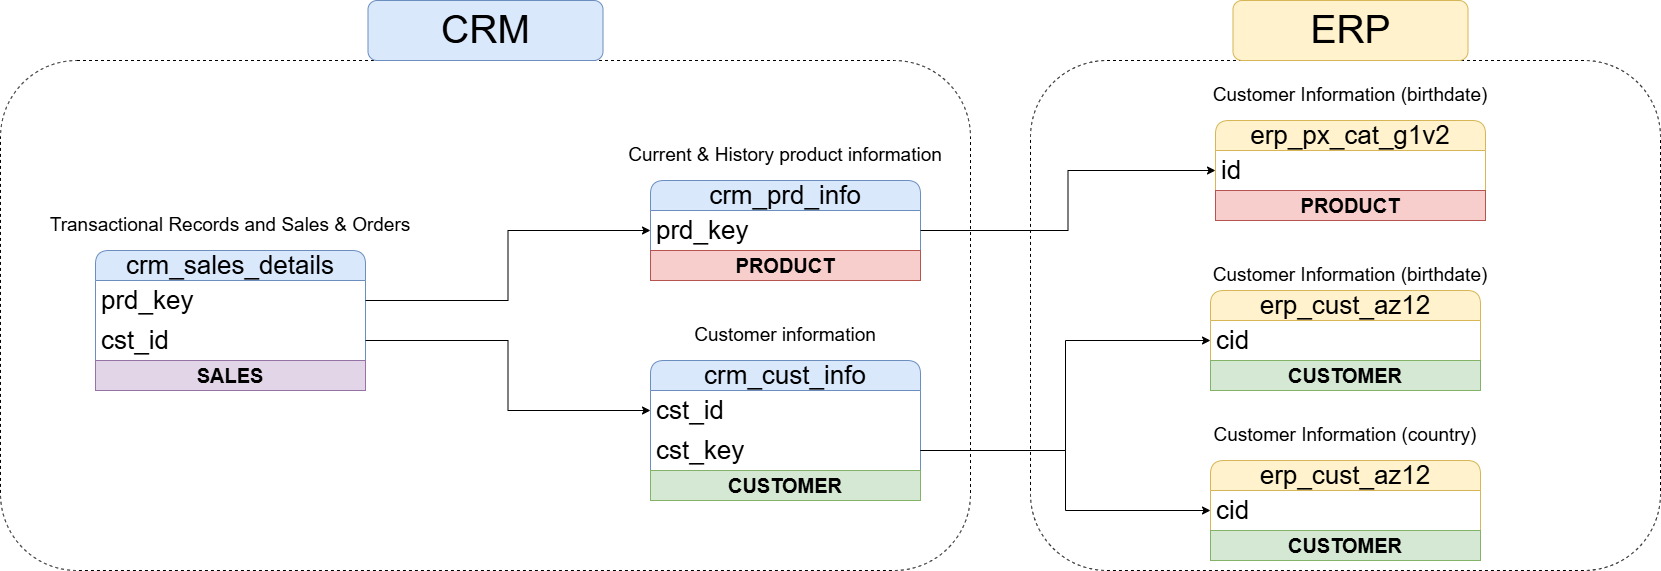 CRM
Transactional Records and Sales & Orders
crm_sales_details
prd_key
cst_id
SALES
Current & History product information
crm_prd_info
prd_key
PRODUCT
Customer information
crm_cust_info
cst_id
cst_key
CUSTOMER
ERP
Customer Information (birthdate)
erp_px_cat_g1v2
id
PRODUCT
Customer Information (birthdate)
erp_cust_az12
cid
CUSTOMER
Customer Information (country)
erp_cust_az12
cid
CUSTOMER